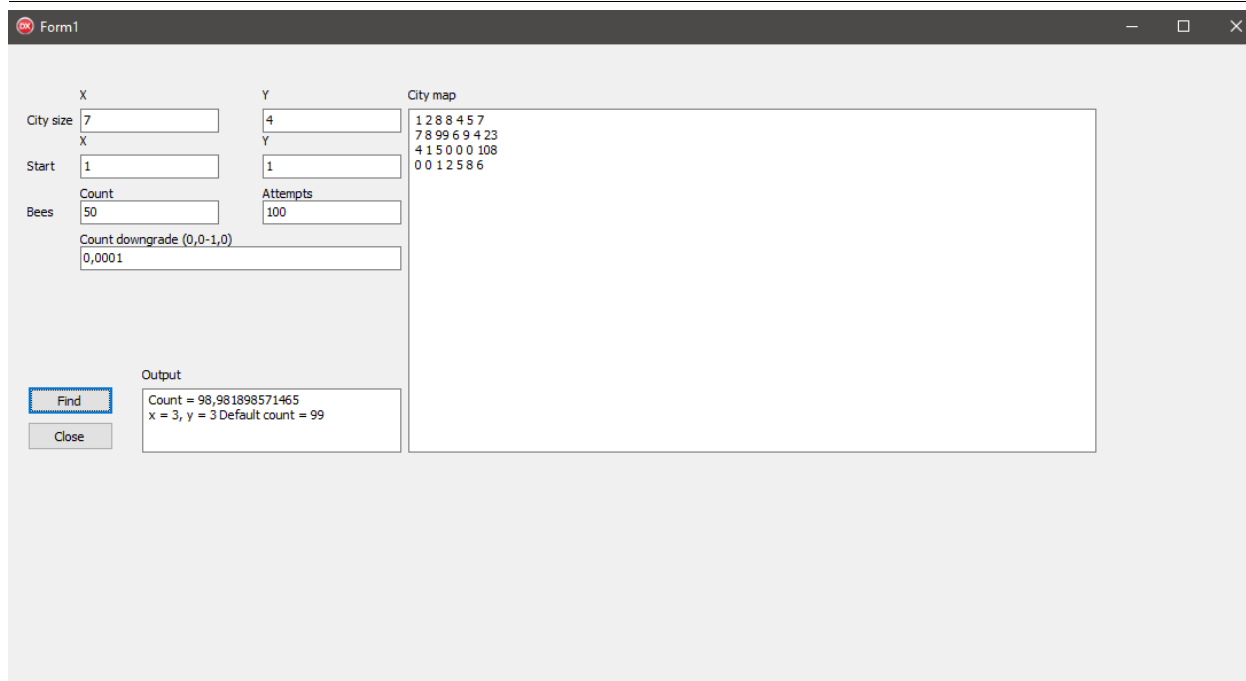 Form1
X Y City map
City size 7 4
X Y
Start 1 1
Count Attempts
Bees 50 100
Count downgrade (0,0-1,0)
0,0001
1 2 8 8 4 5 7
7 8 99 6 9 4 23
4 1 5 0 0 0 108
0 0 1 2 5 8 6
Output
Find
Close
Count = 98,981898571465
x = 3, y = 3 Default count = 99